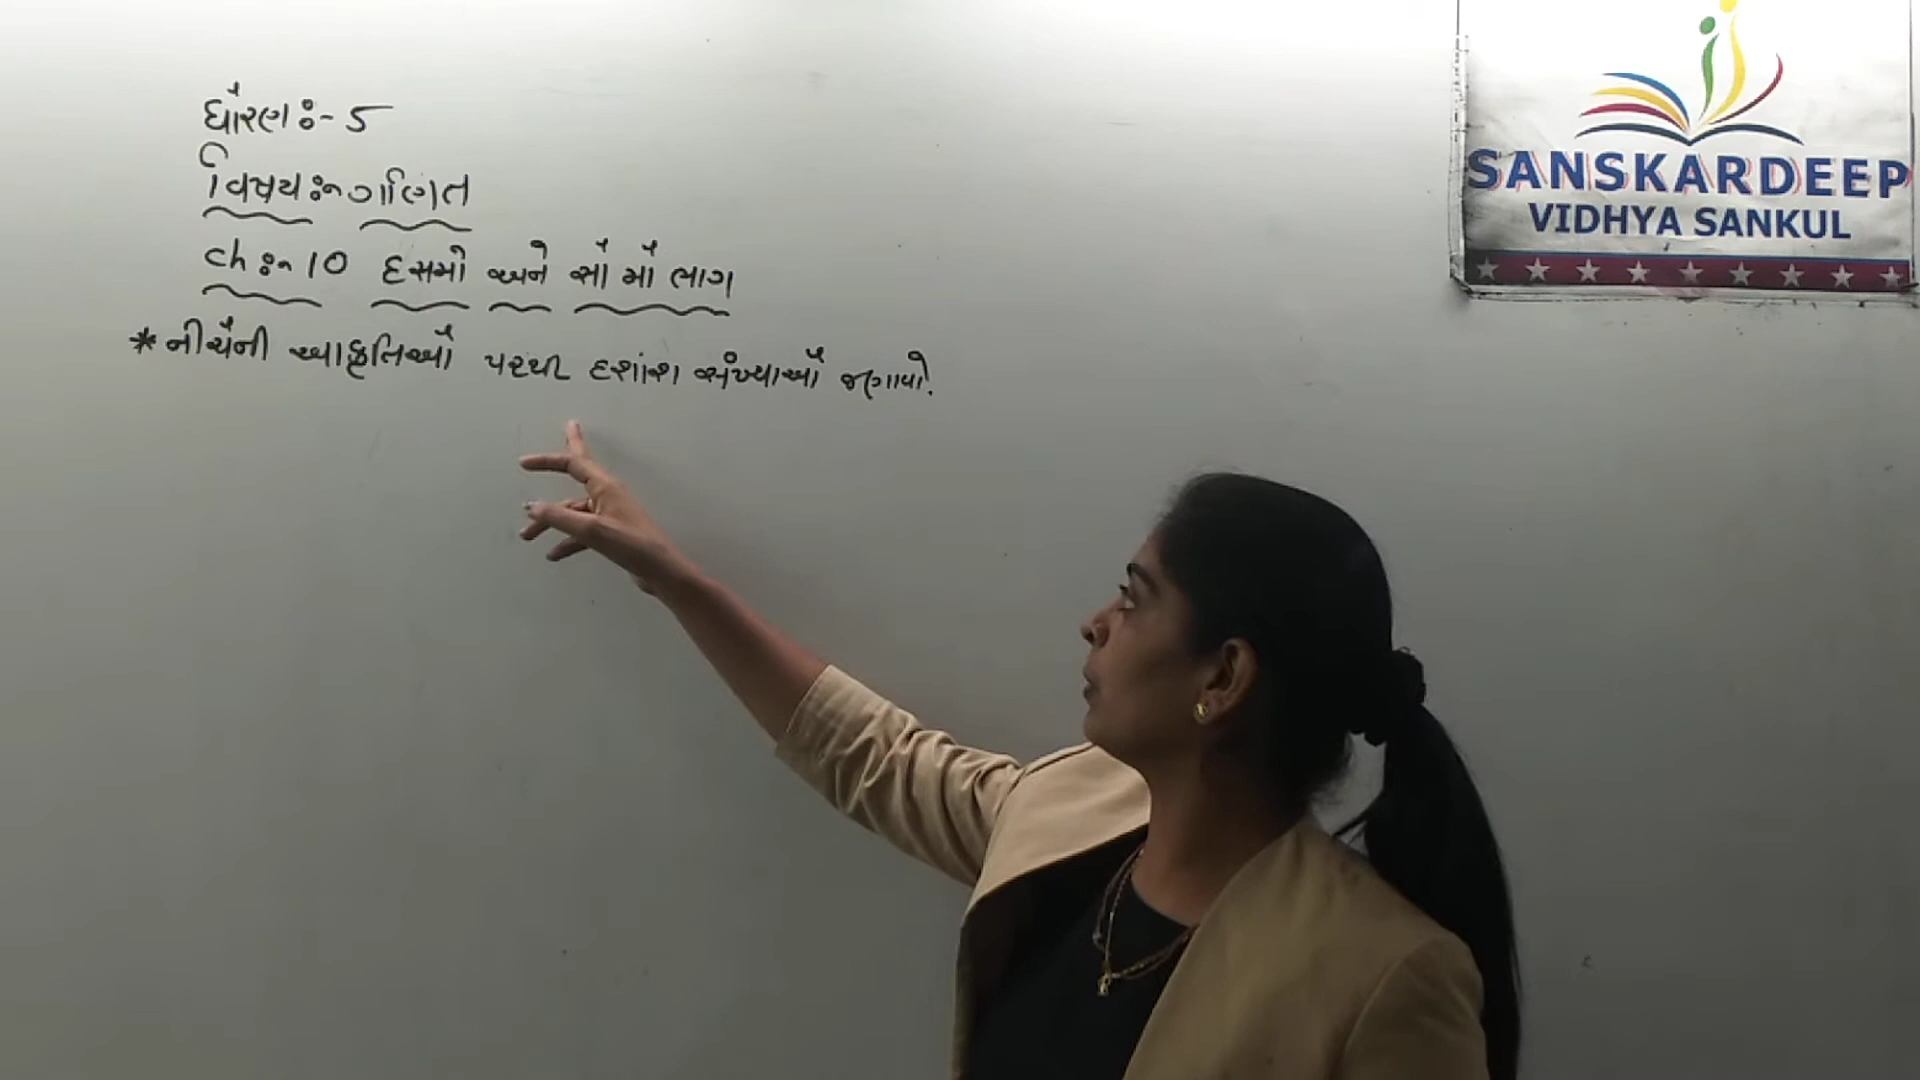 ધોરણ :- 5
વિષય :- ગણિત
ch :- 10 દસમો અને સો મો ભાગ
* નીચેની આકૃતિઓ પરથી દશાંશ સંખ્યાઓ જણાવો.
SANSKARDEEP
VIDHYA SANKUL